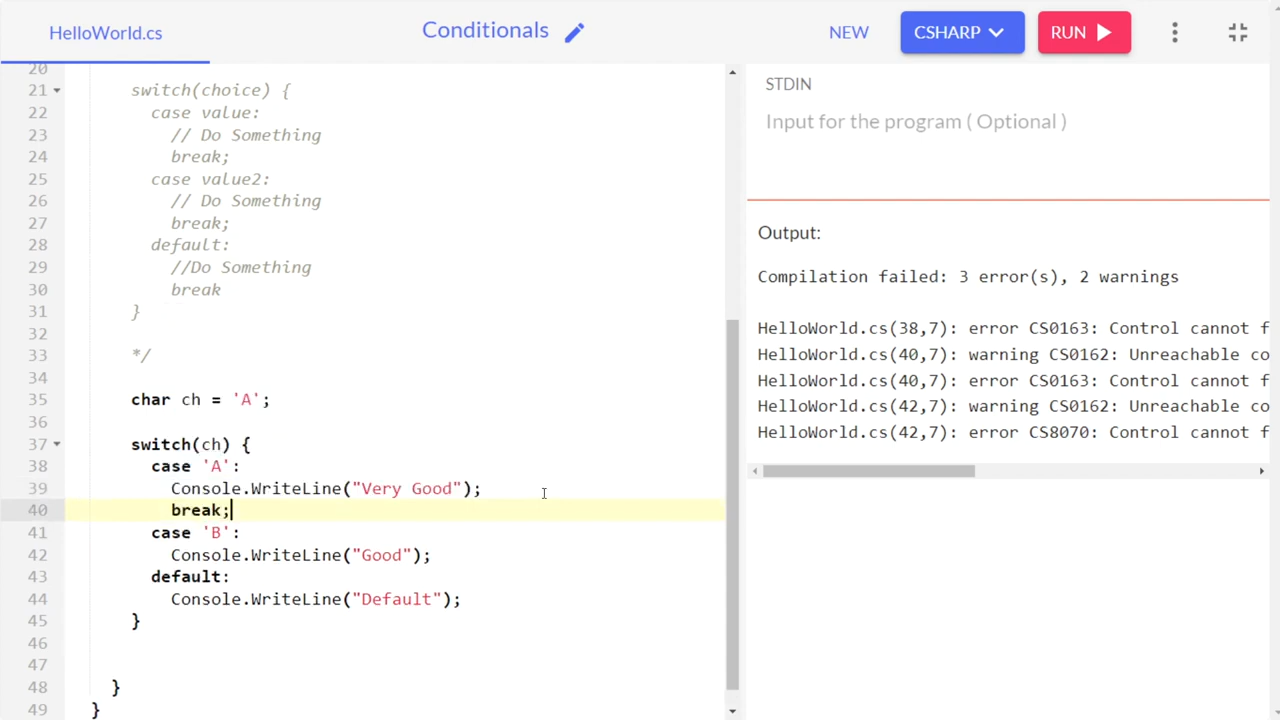 HelloWorld.cs
Conditionals
NEW
CSHARP
RUN
20
21 switch(choice) {
22 case value:
23 // Do Something
24 break;
25 case value2:
26 // Do Something
27 break;
28 default:
29 //Do Something
30 break
31 }
32
33 */
34
35 char ch = 'A';
36
37 switch(ch) {
38 case 'A':
39 Console.WriteLine("Very Good");
40 break;
41 case 'B':
42 Console.WriteLine("Good");
43 default:
44 Console.WriteLine("Default");
45 }
46
47
48 }
49 }
STDIN
Input for the program ( Optional )
Output:
Compilation failed: 3 error(s), 2 warnings
HelloWorld.cs(38,7): error CS0163: Control cannot f
HelloWorld.cs(40,7): warning CS0162: Unreachable co
HelloWorld.cs(40,7): error CS0163: Control cannot f
HelloWorld.cs(42,7): warning CS0162: Unreachable co
HelloWorld.cs(42,7): error CS8070: Control cannot f